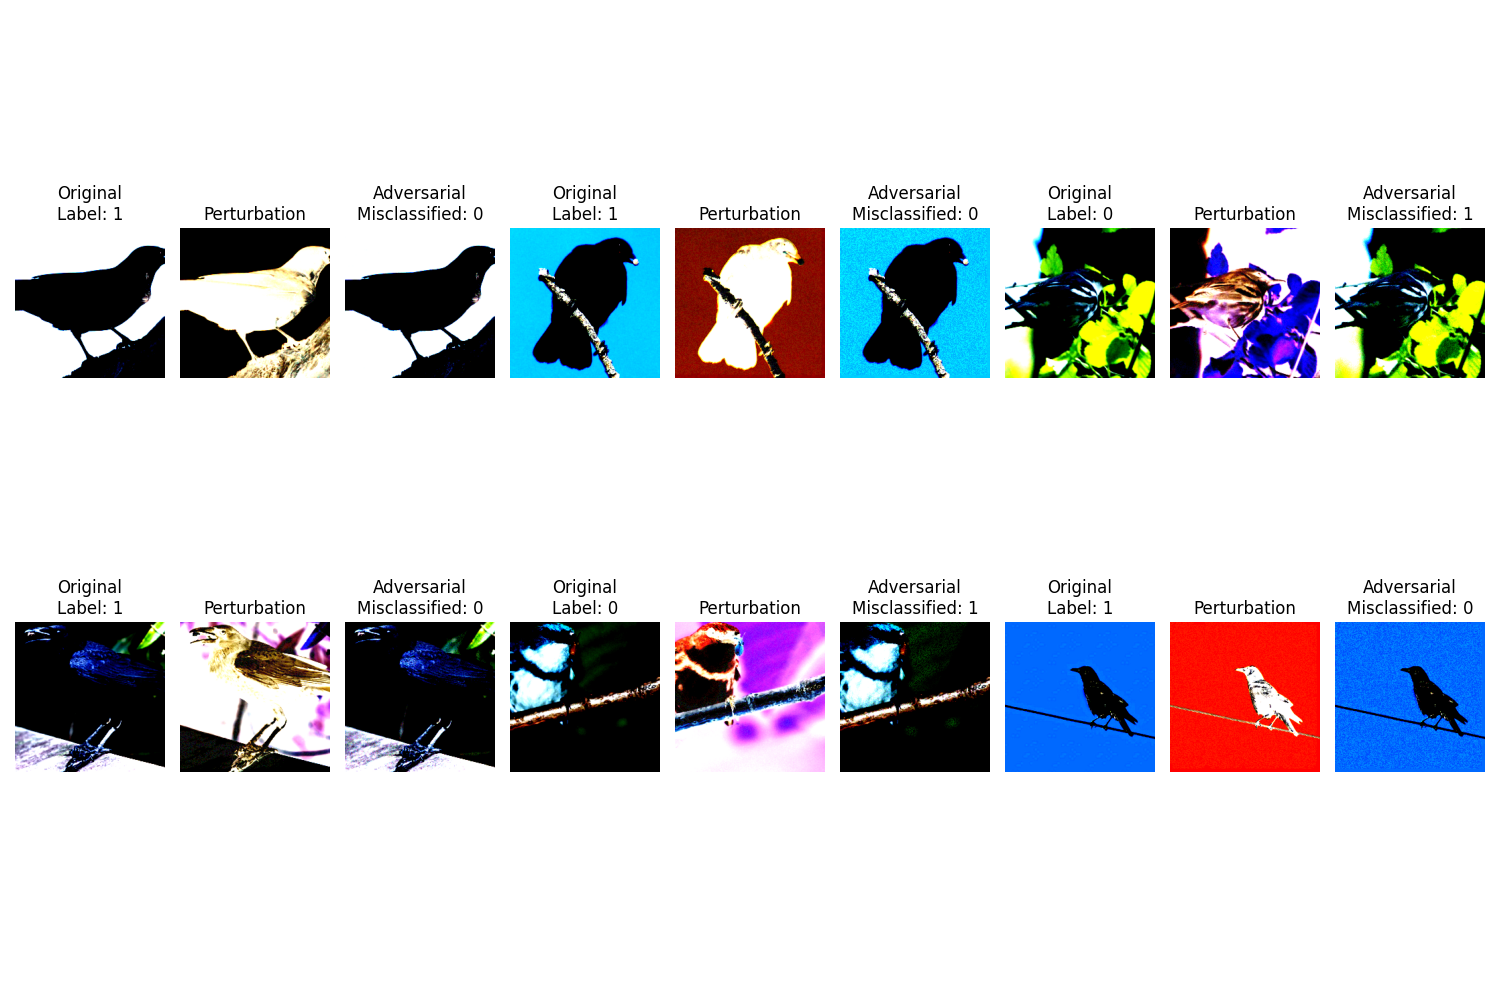 Original
Label: 1
Perturbation
Adversarial
Misclassified: 0
Original
Label: 1
Perturbation
Adversarial
Misclassified: 0
Original
Label: 0
Perturbation
Adversarial
Misclassified: 1
Original
Label: 1
Perturbation
Adversarial
Misclassified: 0
Original
Label: 0
Perturbation
Adversarial
Misclassified: 1
Original
Label: 1
Perturbation
Adversarial
Misclassified: 0